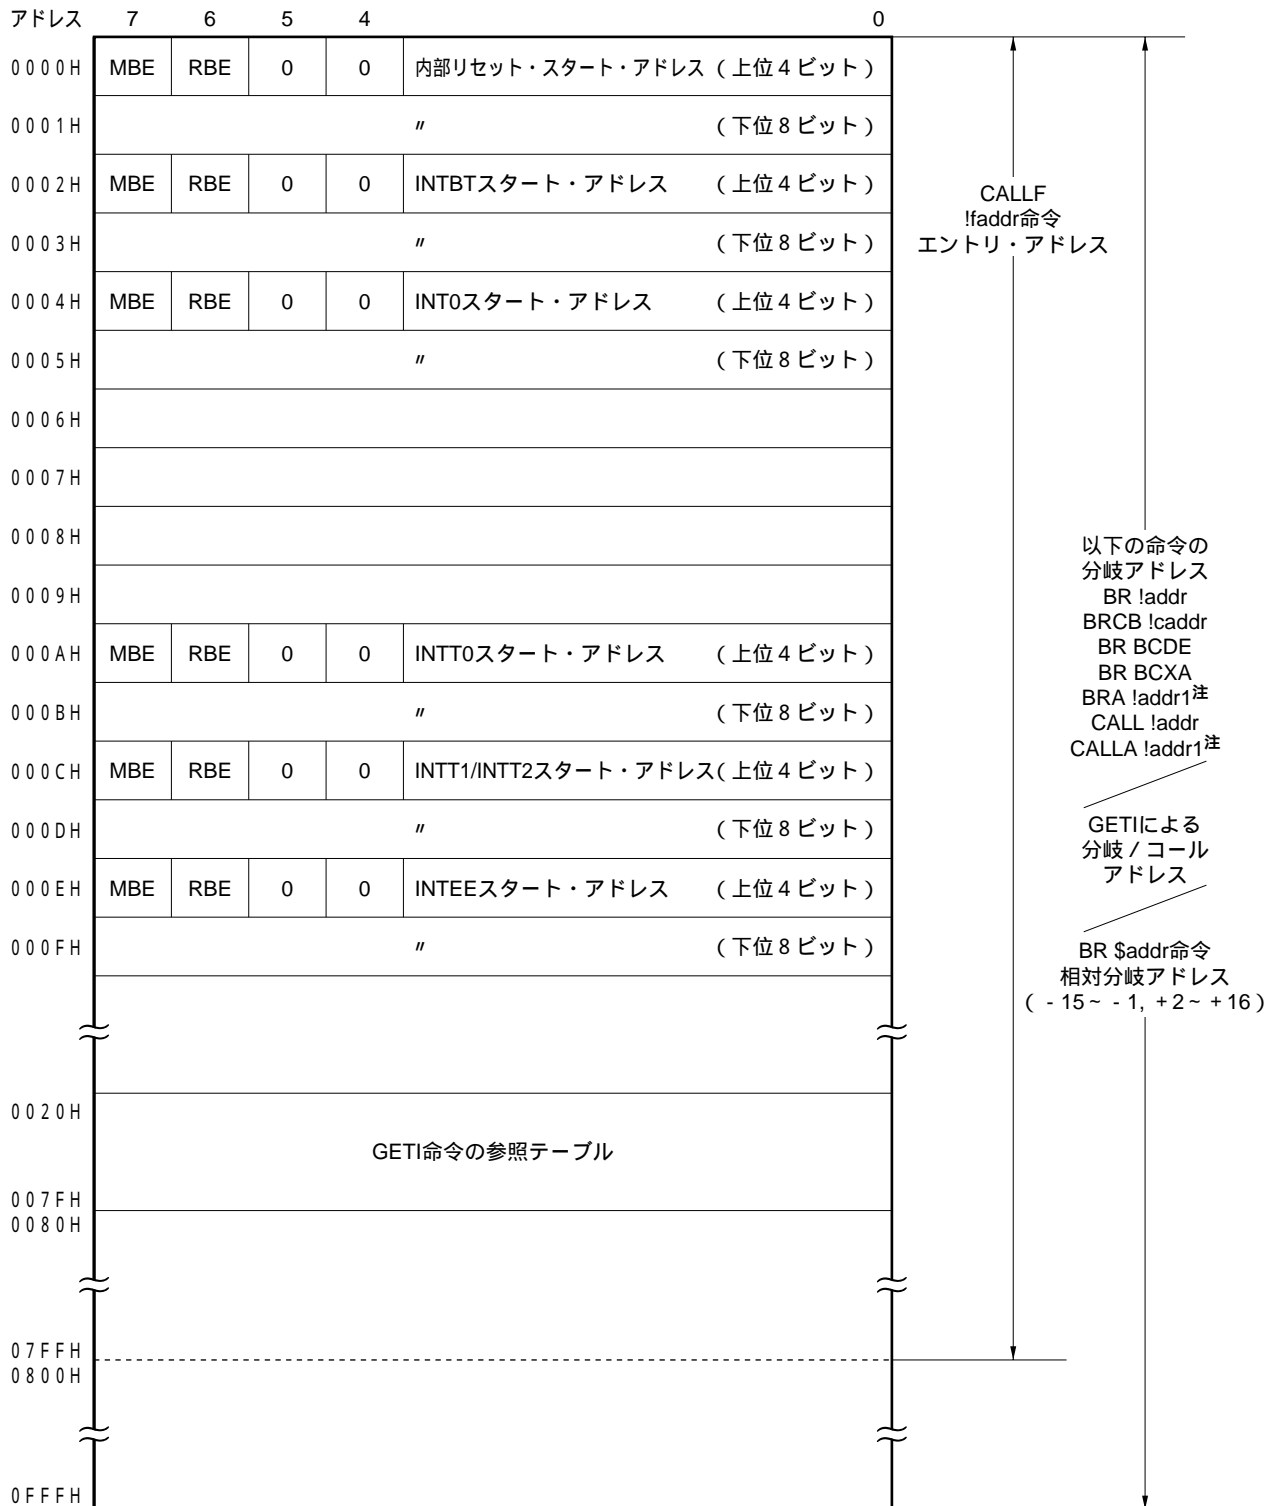 アドレス 7 6 5 4 0
0000H MBE RBE 0 0 内部リセット・スタート・アドレス（上位4ビット）
0001H 〃 （下位8ビット）
0002H MBE RBE 0 0 INTBTスタート・アドレス （上位4ビット）
0003H 〃 （下位8ビット）
0004H MBE RBE 0 0 INT0スタート・アドレス （上位4ビット）
0005H 〃 （下位8ビット）
0006H
0007H
0008H
0009H
000AH MBE RBE 0 0 INTT0スタート・アドレス （上位4ビット）
000BH 〃 （下位8ビット）
000CH MBE RBE 0 0 INTT1/INTT2スタート・アドレス（上位4ビット）
000DH 〃 （下位8ビット）
000EH MBE RBE 0 0 INTEEスタート・アドレス （上位4ビット）
000FH 〃 （下位8ビット）
0020H
GETI命令の参照テーブル
007FH
0080H
07FFH
0800H
0FFFH
CALLF
!faddr命令
エントリ・アドレス
以下の命令の
分岐アドレス
BR !addr
BRCB !caddr
BR BCDE
BR BCXA
BRA !addr1注
CALL !addr
CALLA !addr1注
GETIによる
分岐／コール
アドレス
BR $addr命令
相対分岐アドレス
（ -15~ -1, +2~ +16）